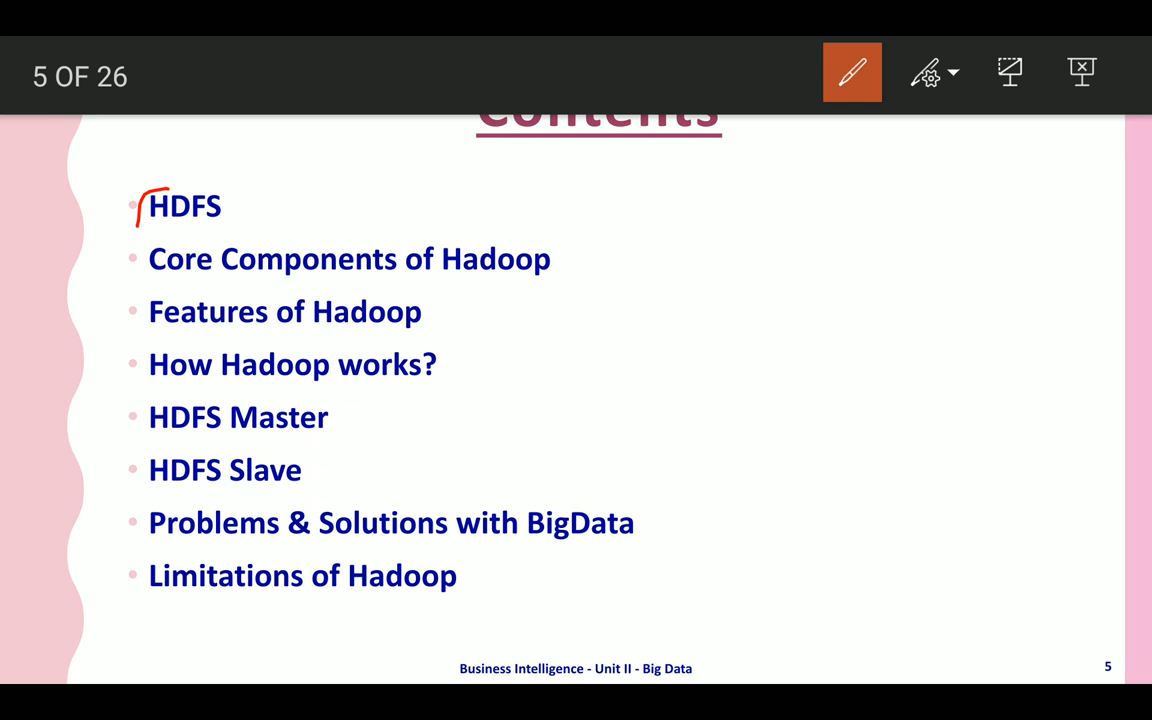 5 OF 26
Contents
HDFS
Core Components of Hadoop
Features of Hadoop
How Hadoop works?
HDFS Master
HDFS Slave
Problems & Solutions with BigData
Limitations of Hadoop
Business Intelligence - Unit II - Big Data
5